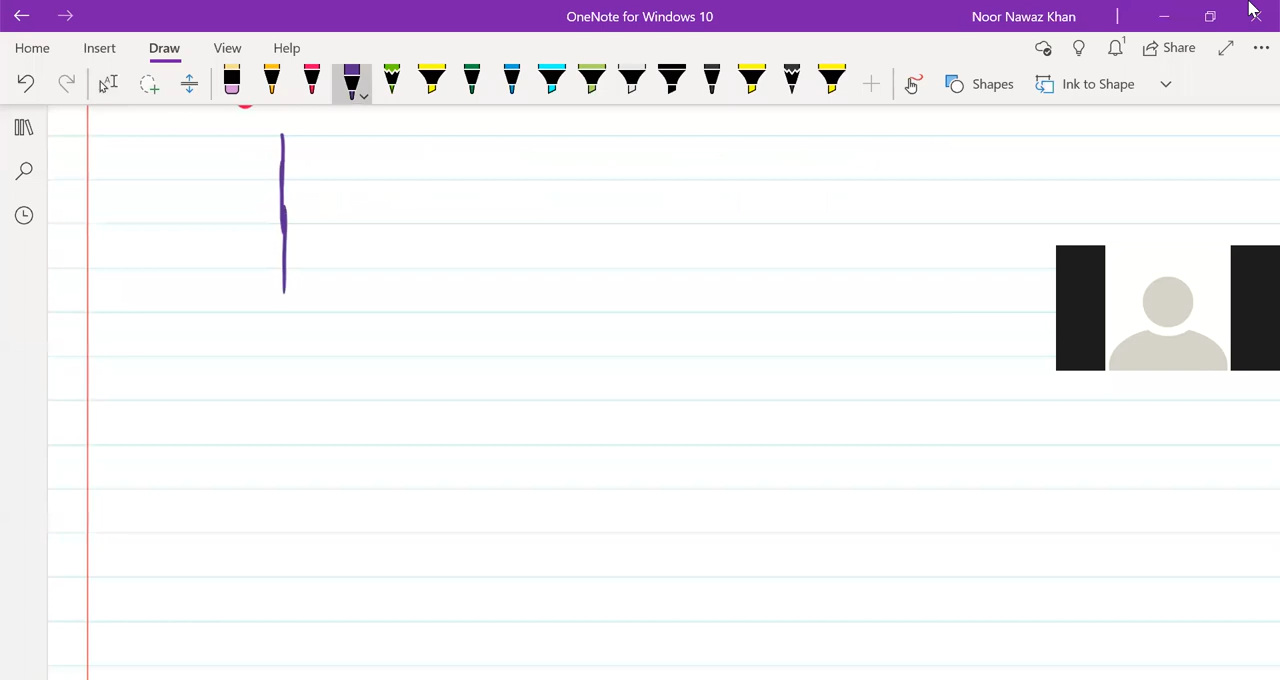 OneNote for Windows 10
Noor Nawaz Khan
Home Insert Draw View Help
1 Share
Shapes Ink to Shape